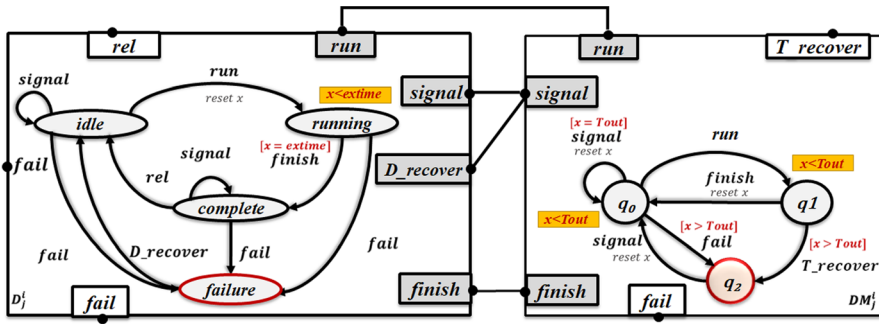 rel
run
run
T_recover
signal
run
reset x
x<extime
signal
signal
idle
running
[x = extime]
finish
signal
[x = Tout]
signal
reset x
run
x<Tout
fail
rel
D_recover
finish
reset x
complete
q0
q1
x<Tout
fail
D_recover
fail
fail
signal
reset x
[x > Tout]
fail
[x > Tout]
T_recover
failure
finish
finish
q2
D_j^i
fail
fail
DM_j^i